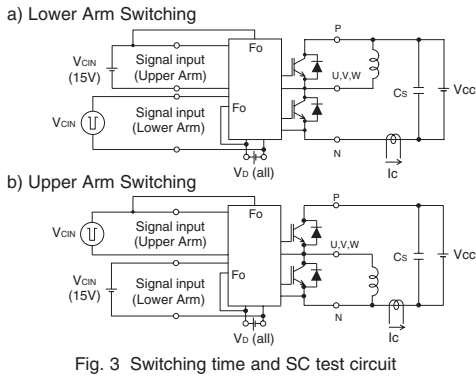 a) Lower Arm Switching
P
Fo
VCIN
(15V)
Signal input
(Upper Arm)
U,V,W
CS
VCC
VCIN
Signal input
(Lower Arm)
Fo
N
VD (all)
IC
b) Upper Arm Switching
P
Fo
VCIN
Signal input
(Upper Arm)
U,V,W
CS
VCC
VCIN
(15V)
Signal input
(Lower Arm)
Fo
N
VD (all)
IC
Fig. 3 Switching time and SC test circuit